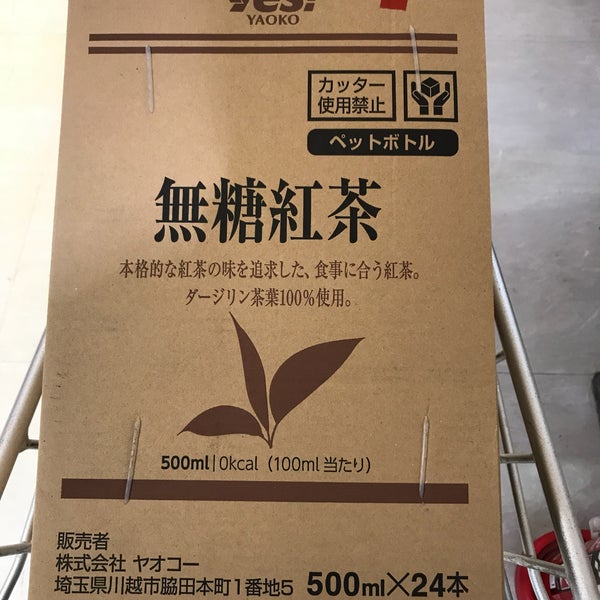 yes!
YAOKO
カッター
使用禁止
ペットボトル
無糖紅茶
本格的な紅茶の味を追求した、食事に合う紅茶。
ダージリン茶葉100%使用。
500ml|0kcal（100ml当たり）
販売者
株式会社 ヤオコー
埼玉県川越市脇田本町1番地5
500ml×24本